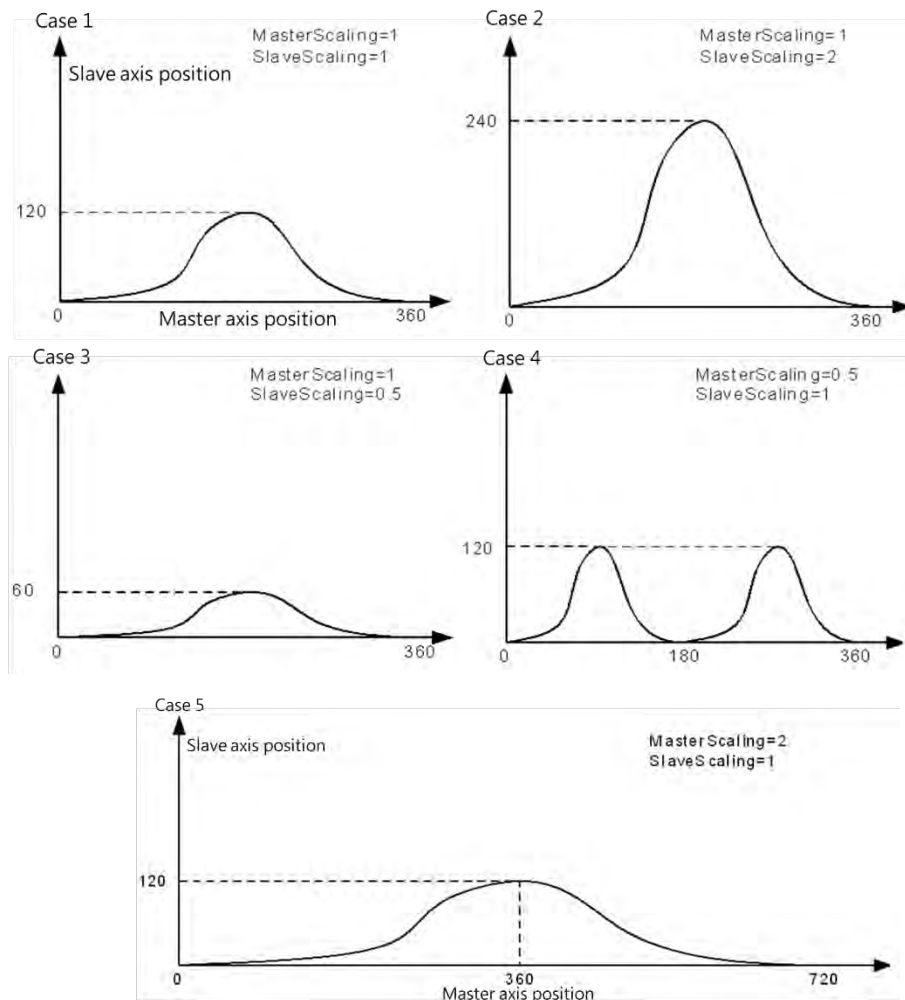 Case 1
MasterScaling=1
SlaveScaling=1
Slave axis position
120
0
Master axis position
360
Case 2
MasterScaling=1
SlaveScaling=2
240
0
360
Case 3
MasterScaling=1
SlaveScaling=0.5
60
0
360
Case 4
MasterScaling=0.5
SlaveScaling=1
120
0
180
360
Case 5
Slave axis position
MasterScaling=2
SlaveScaling=1
120
0
360
720
Master axis position